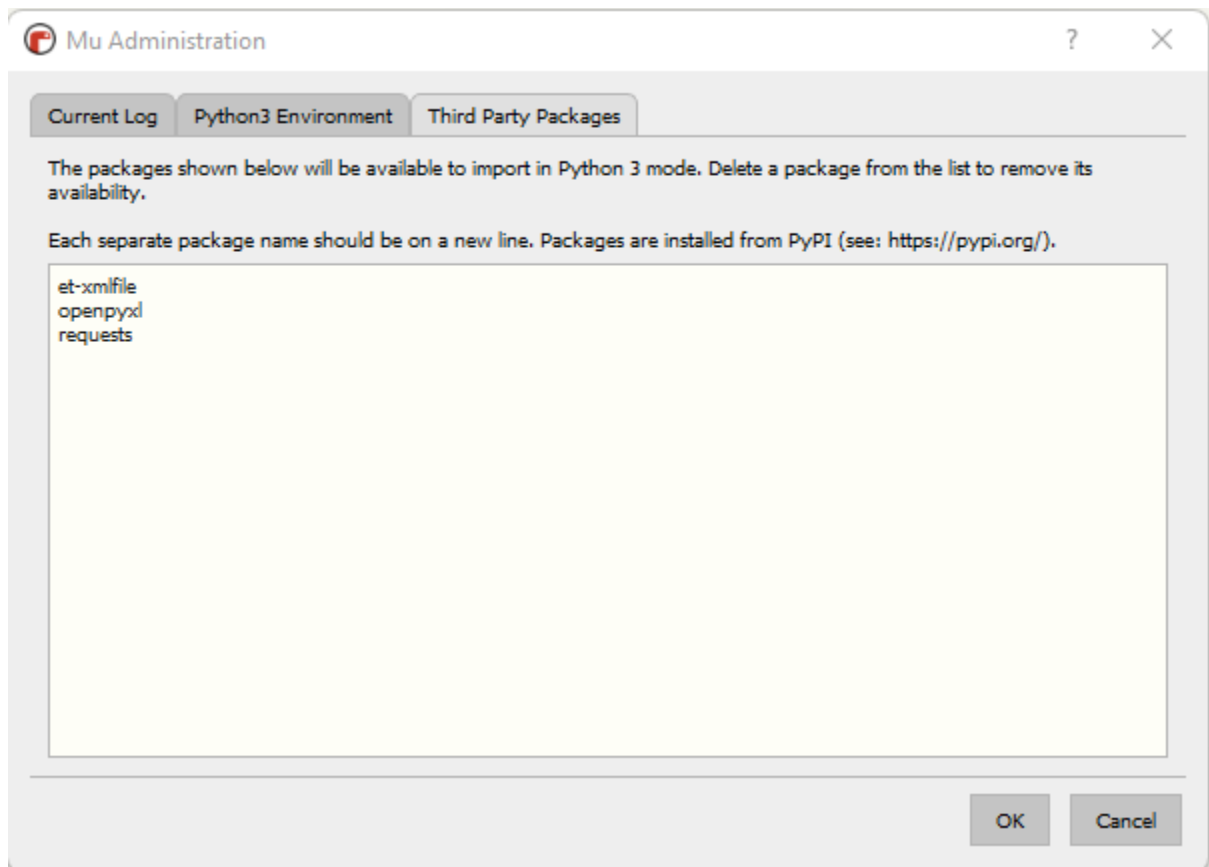 Mu Administration
?
Current Log
Python3 Environment
Third Party Packages
The packages shown below will be available to import in Python 3 mode. Delete a package from the list to remove its
availability.
Each separate package name should be on a new line. Packages are installed from PyPI (see: https://pypi.org/).
et-xmlfile
openpyxl
requests
OK
Cancel